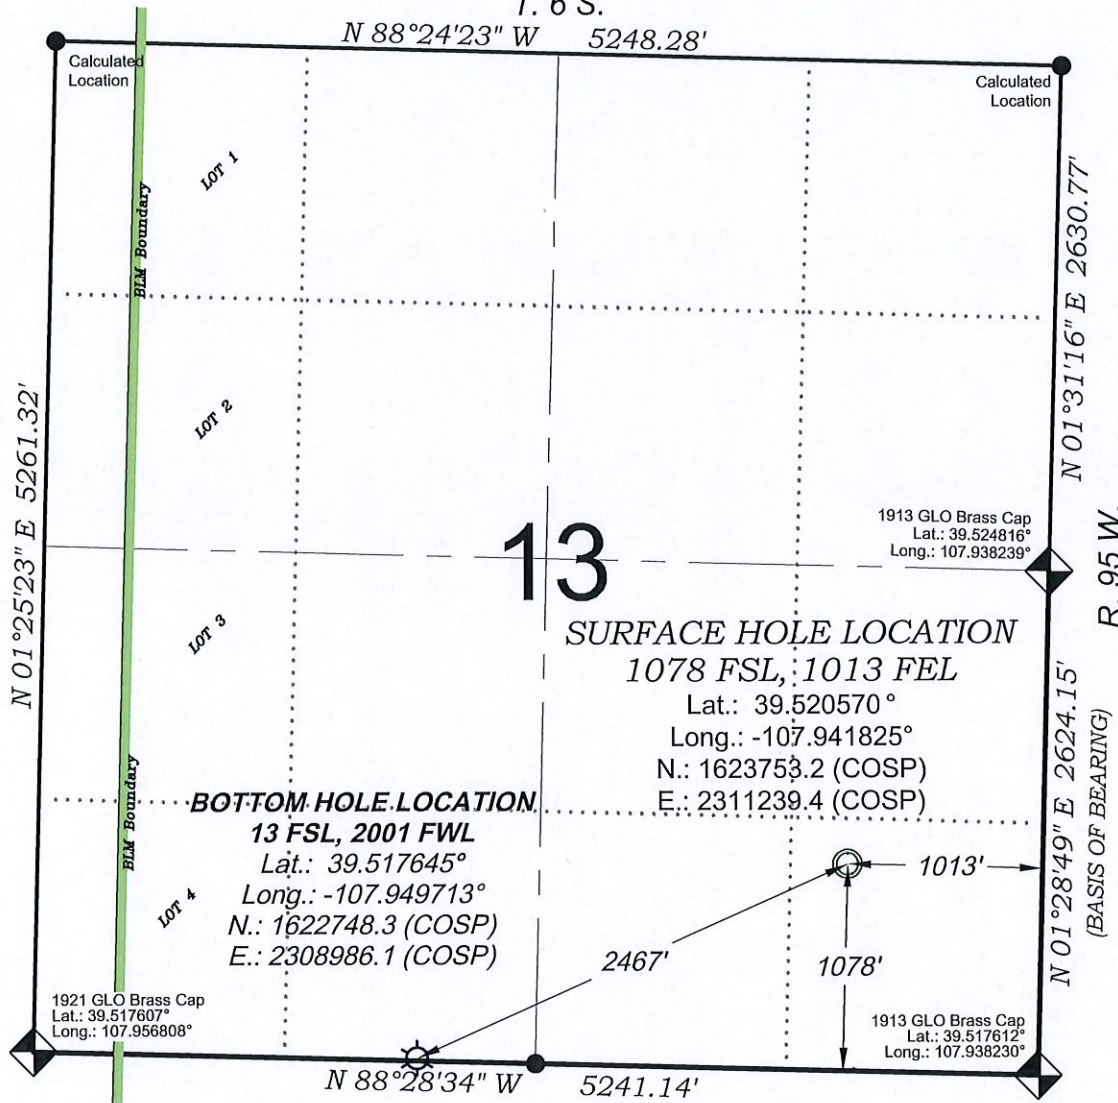 T. 6 S.
N 88°24'23" W 5248.28'
Calculated
Location
Calculated
Location
LOT 1
BLM Boundary
N 01°31'16" E 2630.77'
LOT 2
N 01°25'23" E 5261.32'
1913 GLO Brass Cap
Lat.: 39.524816°
Long.: 107.938239°
R. 95 W.
13
LOT 3
SURFACE HOLE LOCATION
1078 FSL, 1013 FEL
Lat.: 39.520570°
Long.: -107.941825°
N.: 1623753.2 (COSP)
E.: 2311239.4 (COSP)
N 01°28'49" E 2624.15'
(BASIS OF BEARING)
BLM Boundary
BOTTOM HOLE LOCATION
13 FSL, 2001 FWL
Lat.: 39.517645°
Long.: -107.949713°
N.: 1622748.3 (COSP)
E.: 2308986.1 (COSP)
LOT 4
1013'
2467'
1078'
1921 GLO Brass Cap
Lat.: 39.517607°
Long.: 107.956808°
1913 GLO Brass Cap
Lat.: 39.517612°
Long.: 107.938230°
N 88°28'34" W 5241.14'